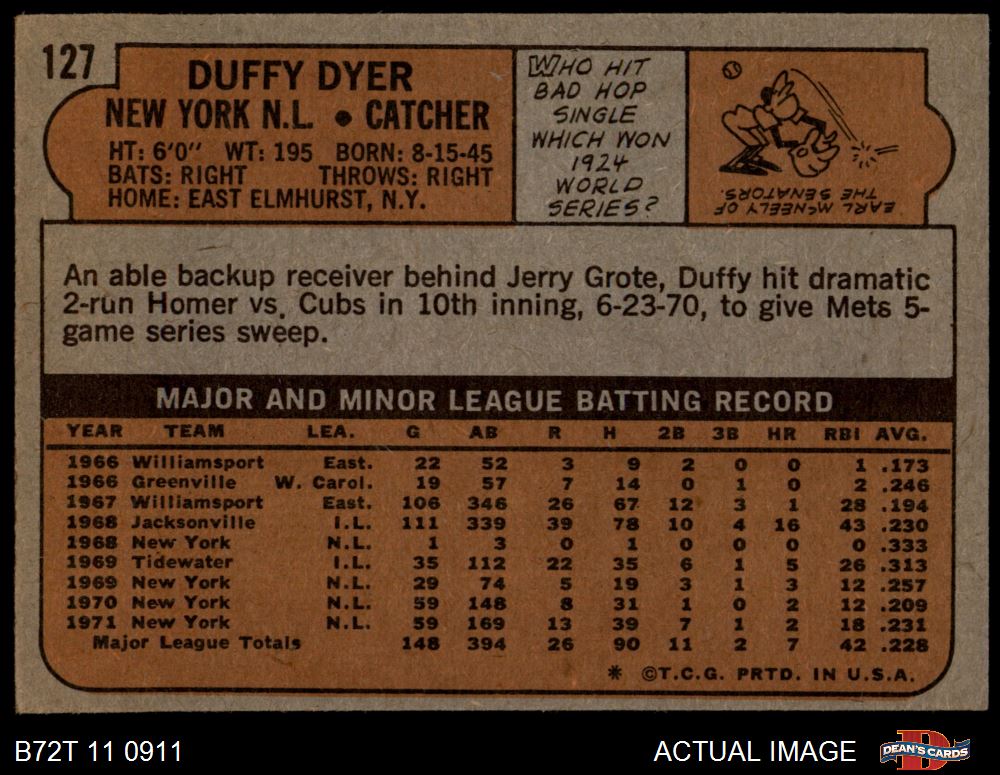 127
DUFFY DYER
NEW YORK N.L. • CATCHER
HT: 6'0" WT: 195 BORN: 8-15-45
BATS: RIGHT THROWS: RIGHT
HOME: EAST ELMHURST, N.Y.
WHO HIT
BAD HOP
SINGLE
WHICH WON
1924
WORLD
SERIES?
EARL McNEELY OF
THE SENATORS.
An able backup receiver behind Jerry Grote, Duffy hit dramatic
2-run Homer vs. Cubs in 10th inning, 6-23-70, to give Mets 5-
game series sweep.
MAJOR AND MINOR LEAGUE BATTING RECORD
YEAR TEAM LEA. G AB R H 2B 3B HR RBI AVG.
1966 Williamsport East. 22 52 3 9 2 0 0 1 .173
1966 Greenville W. Carol. 19 57 7 14 0 1 0 2 .246
1967 Williamsport East. 106 346 26 67 12 3 1 28 .194
1968 Jacksonville I.L. 111 339 39 78 10 4 16 43 .230
1968 New York N.L. 1 3 0 1 0 0 0 0 .333
1969 Tidewater I.L. 35 112 22 35 6 1 5 26 .313
1969 New York N.L. 29 74 5 19 3 1 3 12 .257
1970 New York N.L. 59 148 8 31 1 0 2 12 .209
1971 New York N.L. 59 169 13 39 7 1 2 18 .231
Major League Totals 148 394 26 90 11 2 7 42 .228
* ©T.C.G. PRTD. IN U.S.A.
B72T 11 0911 ACTUAL IMAGE DEAN'S CARDS